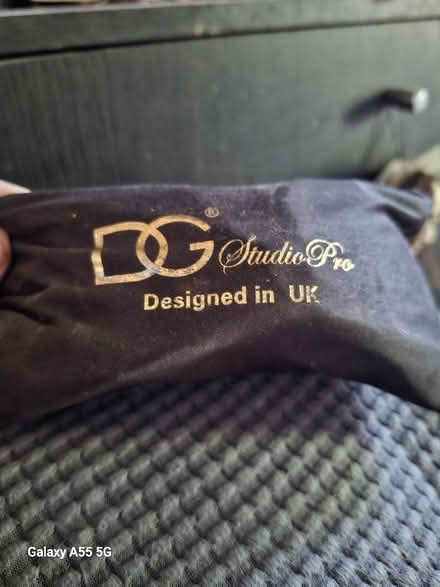 DG® StudioPro
Designed in UK
Galaxy A55 5G